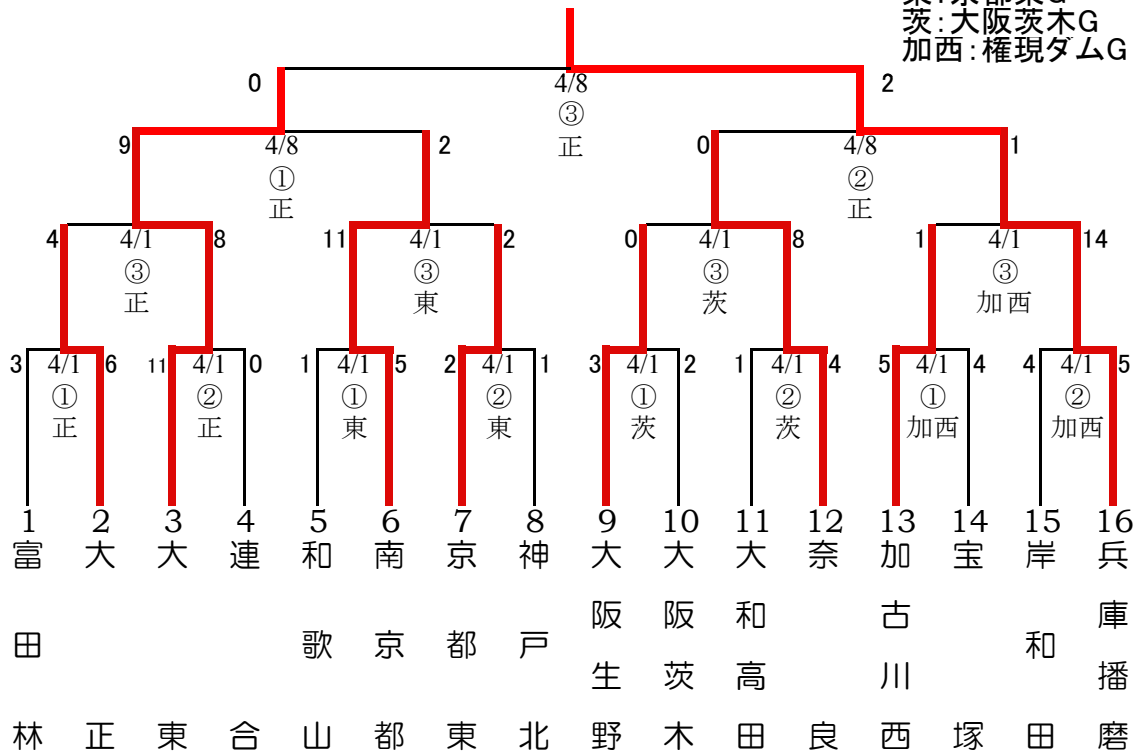 茨:大阪茨木G
加西:権現ダムG
0 4/8 2
③
正
9 4/8 2 0 4/8 1
① ②
正 正
4 4/1 8 11 4/1 2 0 4/1 8 1 4/1 14
③ ③ ③ ③
正 東 茨 加西
3 4/1 6 11 4/1 0 1 4/1 5 2 4/1 1 3 4/1 2 1 4/1 4 5 4/1 4 4 4/1 5
① ② ① ② ① ② ① ②
正 正 東 東 茨 茨 加西 加西
1 2 3 4 5 6 7 8 9 10 11 12 13 14 15 16
富田林
大正
大東
連合
和歌山
南京都
京都東
神戸北
大阪生野
大阪茨木
大和高田
奈良
加古川西
宝塚
岸和田
兵庫播磨